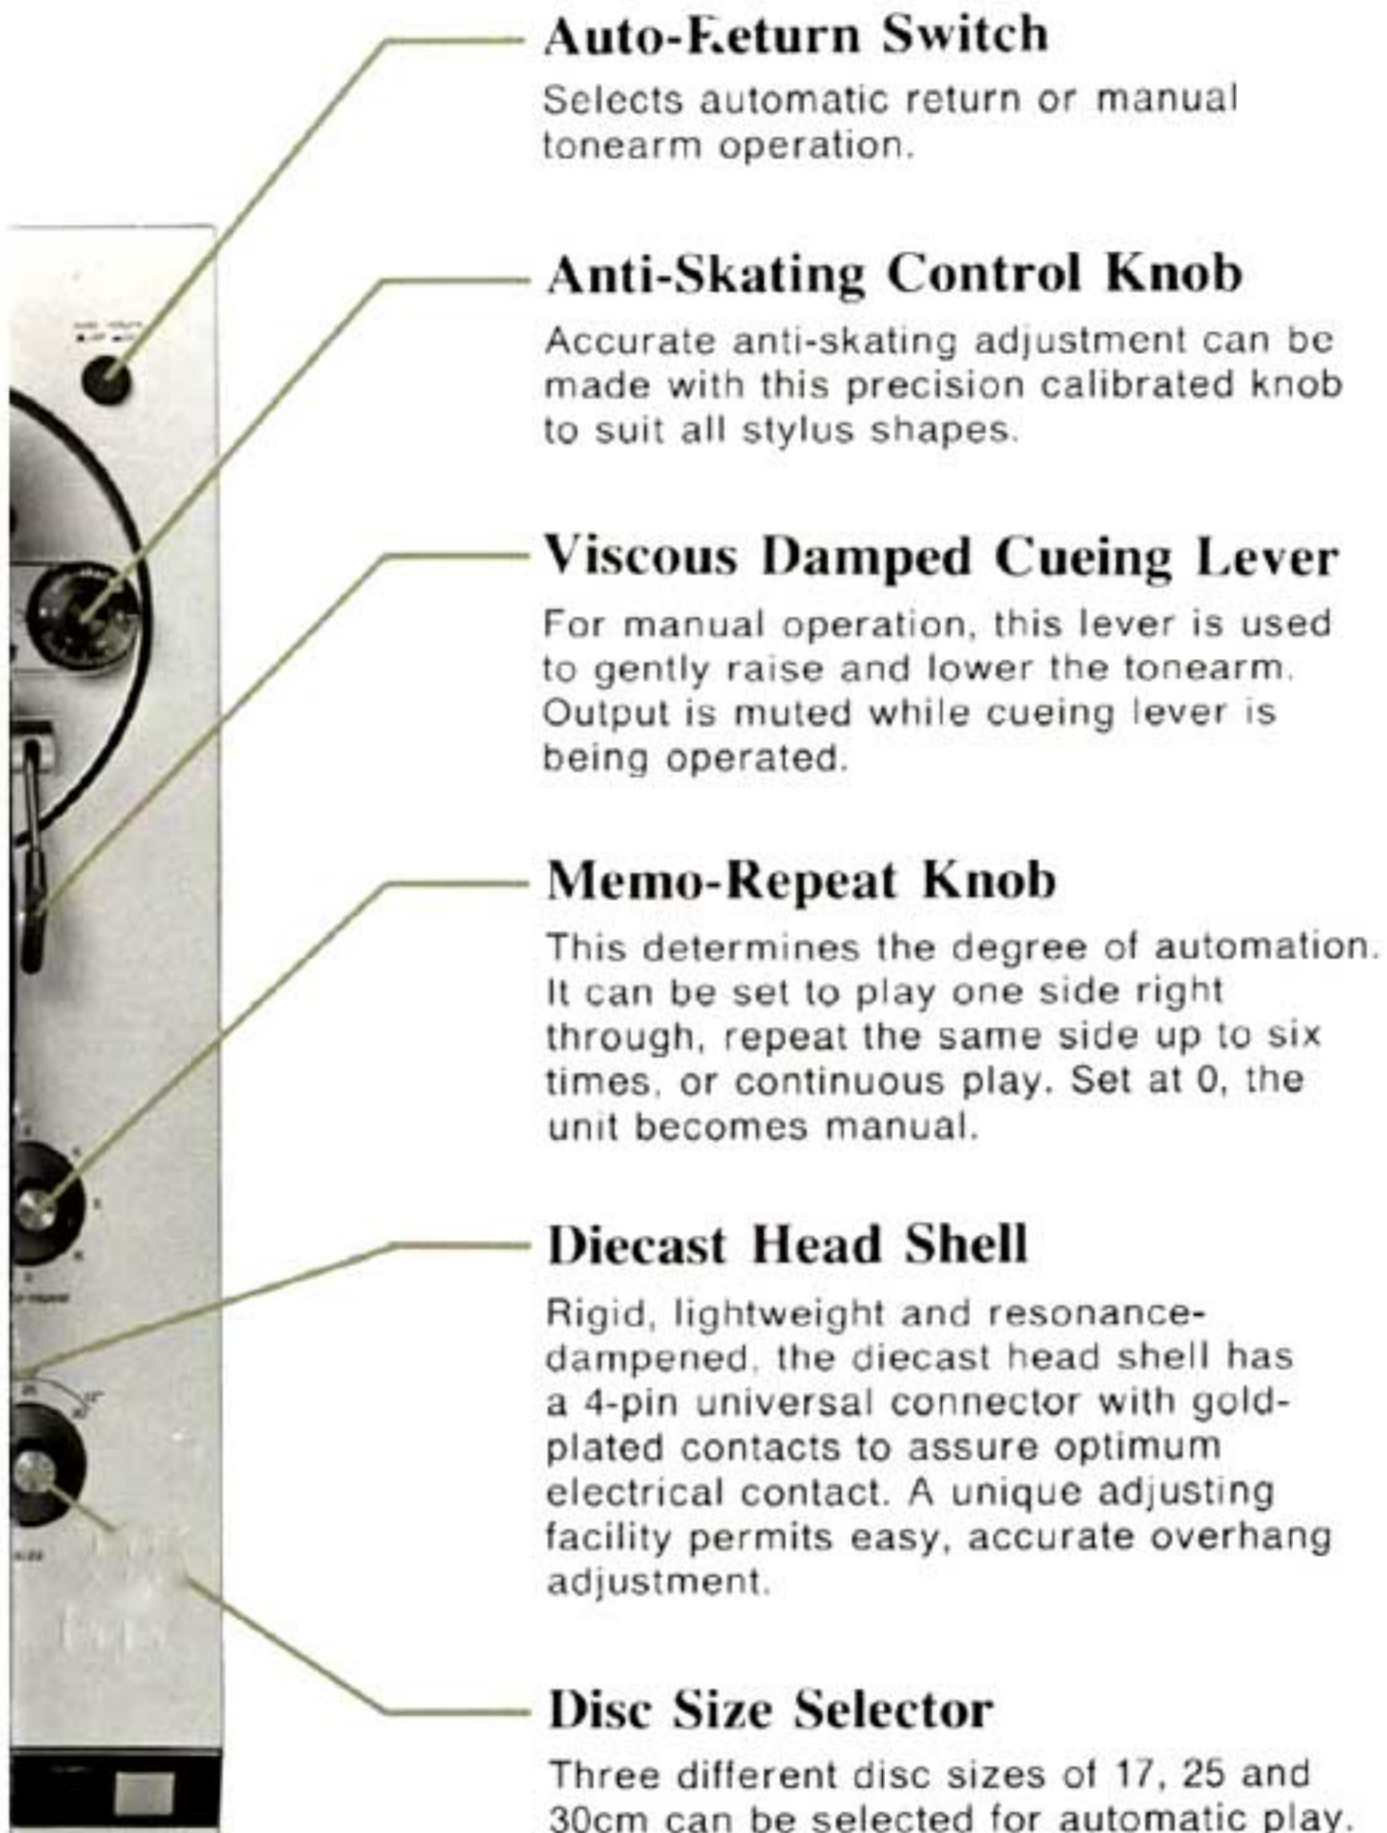 Auto-Return Switch
Selects automatic return or manual
tonearm operation.
Anti-Skating Control Knob
Accurate anti-skating adjustment can be
made with this precision calibrated knob
to suit all stylus shapes.
Viscous Damped Cueing Lever
For manual operation, this lever is used
to gently raise and lower the tonearm.
Output is muted while cueing lever is
being operated.
Memo-Repeat Knob
This determines the degree of automation.
It can be set to play one side right
through, repeat the same side up to six
times, or continuous play. Set at 0, the
unit becomes manual.
Diecast Head Shell
Rigid, lightweight and resonance-
dampened, the diecast head shell has
a 4-pin universal connector with gold-
plated contacts to assure optimum
electrical contact. A unique adjusting
facility permits easy, accurate overhang
adjustment.
25
size
Disc Size Selector
Three different disc sizes of 17, 25 and
30cm can be selected for automatic play.